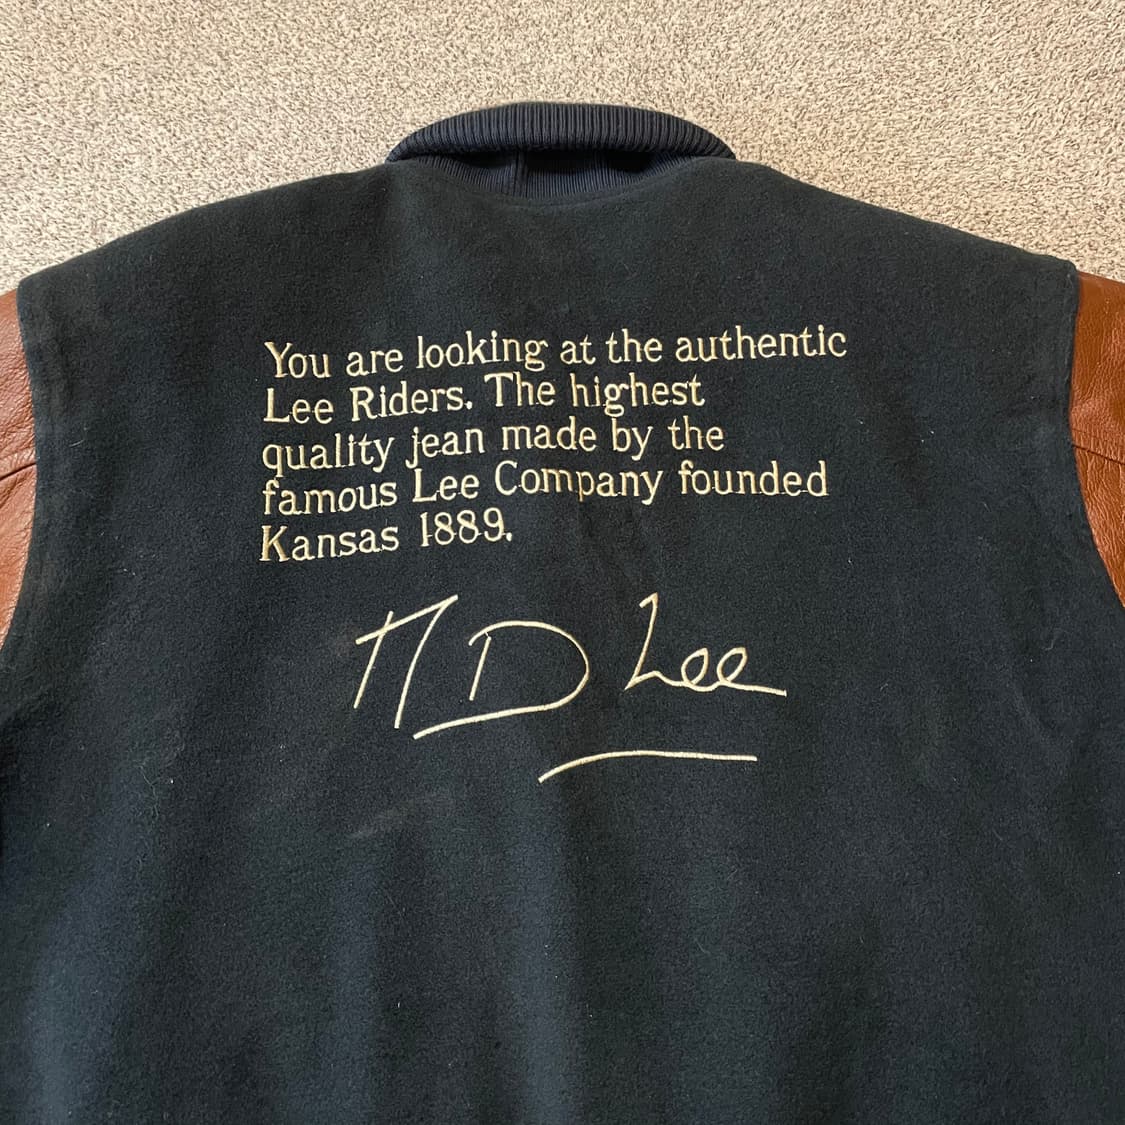 You are looking at the authentic
Lee Riders. The highest
quality jean made by the
famous Lee Company founded
Kansas 1889.
H D Lee